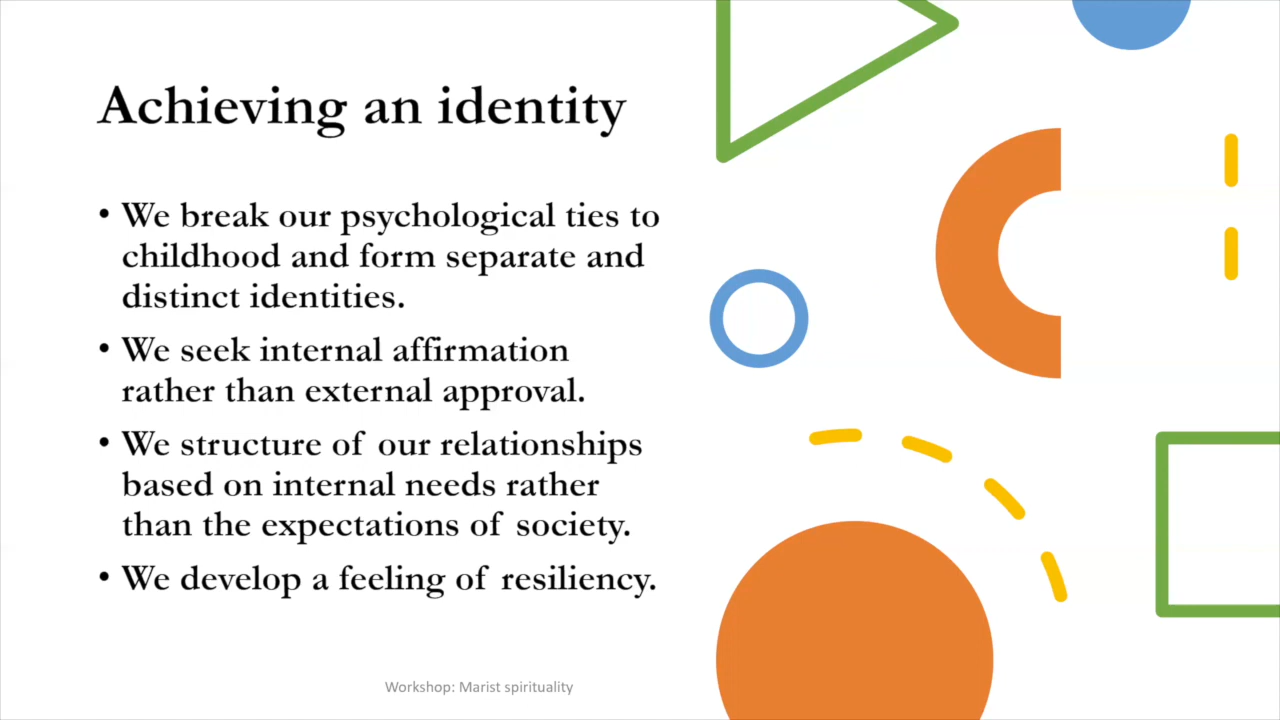 Achieving an identity
• We break our psychological ties to
childhood and form separate and
distinct identities.
• We seek internal affirmation
rather than external approval.
• We structure of our relationships
based on internal needs rather
than the expectations of society.
• We develop a feeling of resiliency.
Workshop: Marist spirituality